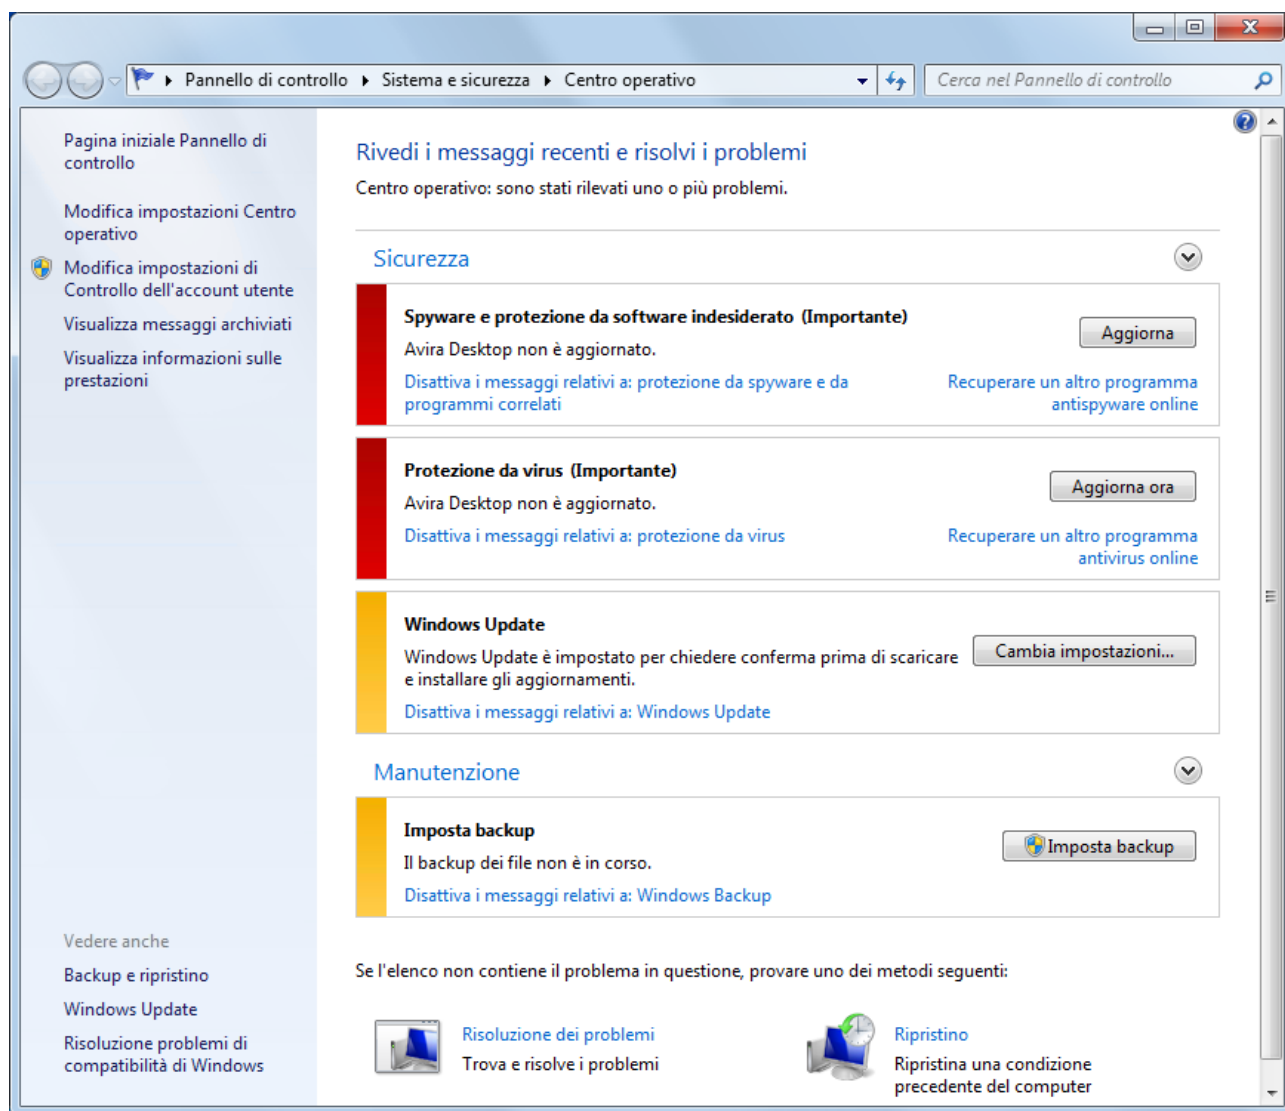 Pannello di controllo ▸ Sistema e sicurezza ▸ Centro operativo
Cerca nel Pannello di controllo
Pagina iniziale Pannello di
controllo
Modifica impostazioni Centro
operativo
Modifica impostazioni di
Controllo dell'account utente
Visualizza messaggi archiviati
Visualizza informazioni sulle
prestazioni
Rivedi i messaggi recenti e risolvi i problemi
Centro operativo: sono stati rilevati uno o più problemi.
Sicurezza
Spyware e protezione da software indesiderato (Importante)
Avira Desktop non è aggiornato.
Aggiorna
Disattiva i messaggi relativi a: protezione da spyware e da
programmi correlati
Recuperare un altro programma
antispyware online
Protezione da virus (Importante)
Avira Desktop non è aggiornato.
Aggiorna ora
Disattiva i messaggi relativi a: protezione da virus
Recuperare un altro programma
antivirus online
Windows Update
Windows Update è impostato per chiedere conferma prima di scaricare
e installare gli aggiornamenti.
Cambia impostazioni...
Disattiva i messaggi relativi a: Windows Update
Manutenzione
Imposta backup
Il backup dei file non è in corso.
Imposta backup
Disattiva i messaggi relativi a: Windows Backup
Se l'elenco non contiene il problema in questione, provare uno dei metodi seguenti:
Risoluzione dei problemi
Trova e risolve i problemi
Ripristino
Ripristina una condizione
precedente del computer
Vedere anche
Backup e ripristino
Windows Update
Risoluzione problemi di
compatibilità di Windows